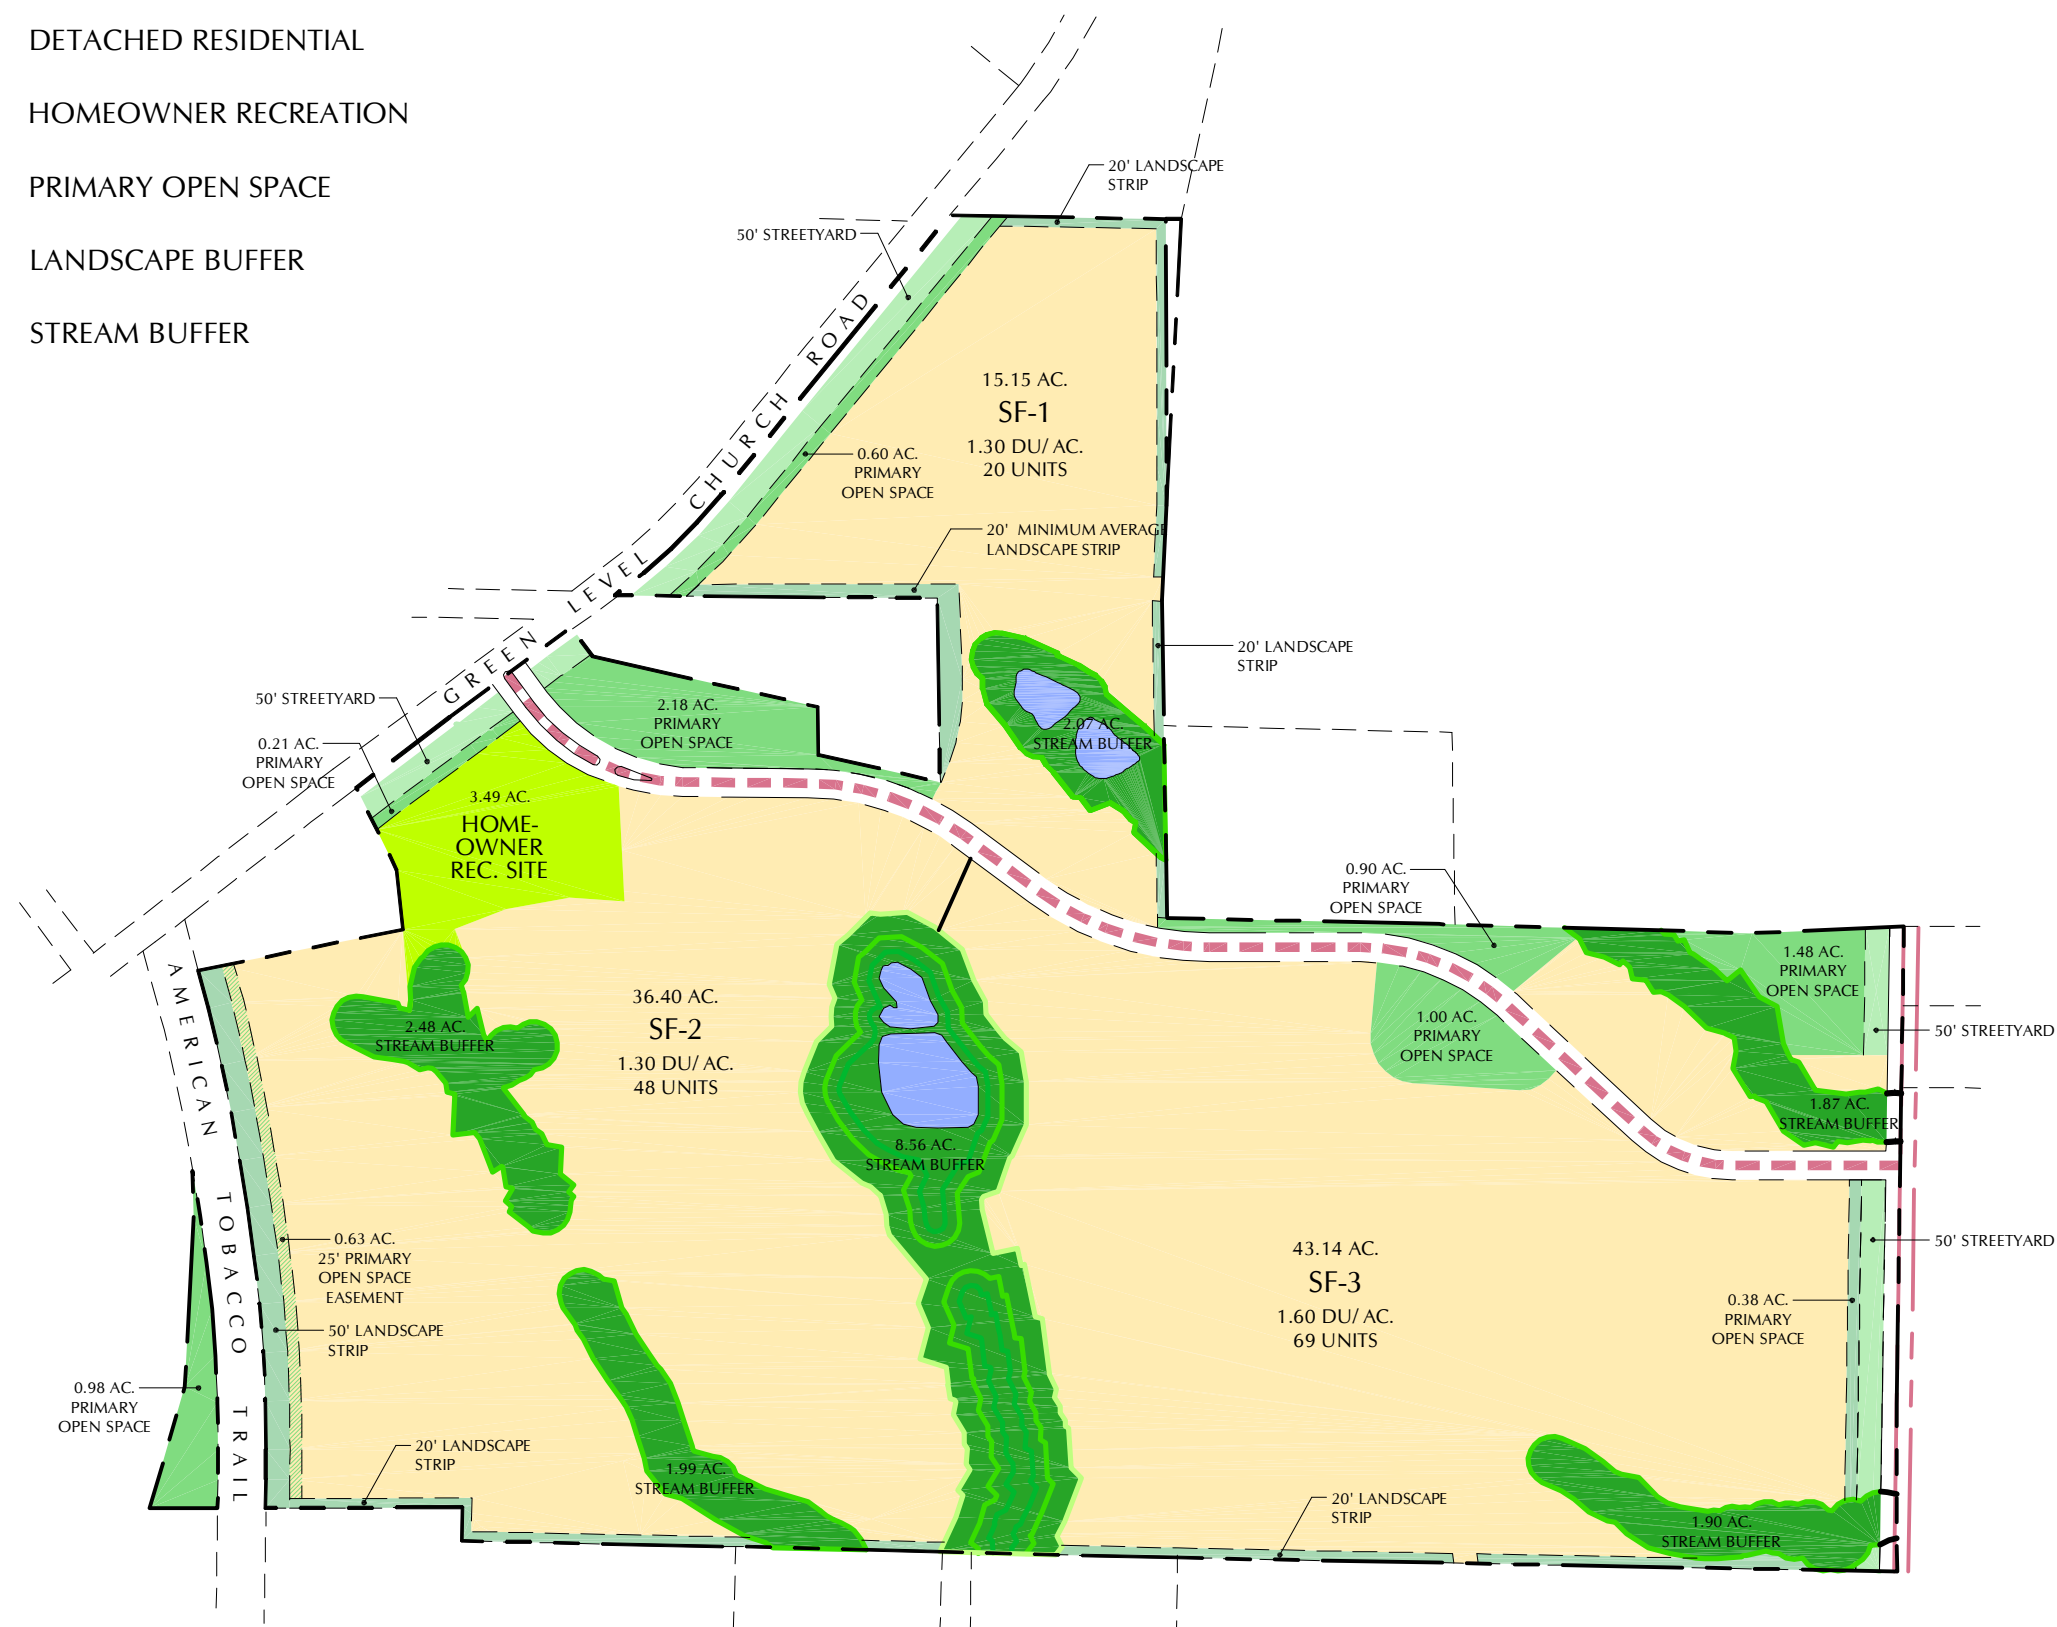 DETACHED RESIDENTIAL
HOMEOWNER RECREATION
PRIMARY OPEN SPACE
LANDSCAPE BUFFER
STREAM BUFFER
20' LANDSCAPE
STRIP
50' STREETYARD
GREEN LEVEL CHURCH ROAD
15.15 AC.
SF-1
1.30 DU/ AC.
20 UNITS
0.60 AC.
PRIMARY
OPEN SPACE
20' MINIMUM AVERAGE
LANDSCAPE STRIP
20' LANDSCAPE
STRIP
50' STREETYARD
2.18 AC.
PRIMARY
OPEN SPACE
2.07 AC.
STREAM BUFFER
0.21 AC.
PRIMARY
OPEN SPACE
3.49 AC.
HOME-
OWNER
REC. SITE
0.90 AC.
PRIMARY
OPEN SPACE
1.48 AC.
PRIMARY
OPEN SPACE
50' STREETYARD
36.40 AC.
SF-2
1.30 DU/ AC.
48 UNITS
2.48 AC.
STREAM BUFFER
1.00 AC.
PRIMARY
OPEN SPACE
1.87 AC.
STREAM BUFFER
8.56 AC.
STREAM BUFFER
AMERICAN TOBACCO TRAIL
0.63 AC.
25' PRIMARY
OPEN SPACE
EASEMENT
50' LANDSCAPE
STRIP
43.14 AC.
SF-3
1.60 DU/ AC.
69 UNITS
50' STREETYARD
0.38 AC.
PRIMARY
OPEN SPACE
0.98 AC.
PRIMARY
OPEN SPACE
20' LANDSCAPE
STRIP
1.99 AC.
STREAM BUFFER
20' LANDSCAPE
STRIP
1.90 AC.
STREAM BUFFER